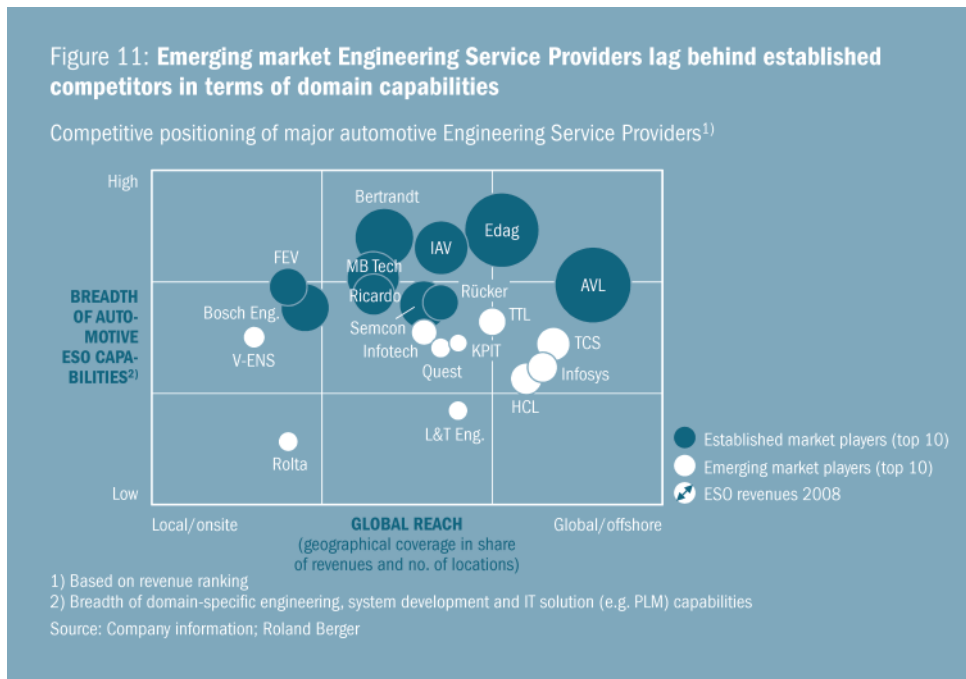 Figure 11: Emerging market Engineering Service Providers lag behind established
competitors in terms of domain capabilities
Competitive positioning of major automotive Engineering Service Providers1)
High
Bertrandt
Edag
IAV
FEV
MB Tech
AVL
Ricardo
Rücker
BREADTH
OF AUTO-
MOTIVE
ESO CAPA-
BILITIES2)
Bosch Eng.
Semcon
TTL
V-ENS
Infotech
KPIT
TCS
Quest
Infosys
HCL
L&T Eng.
Rolta
Established market players (top 10)
Emerging market players (top 10)
ESO revenues 2008
Low
Local/onsite
GLOBAL REACH
Global/offshore
(geographical coverage in share
of revenues and no. of locations)
1) Based on revenue ranking
2) Breadth of domain-specific engineering, system development and IT solution (e.g. PLM) capabilities
Source: Company information; Roland Berger